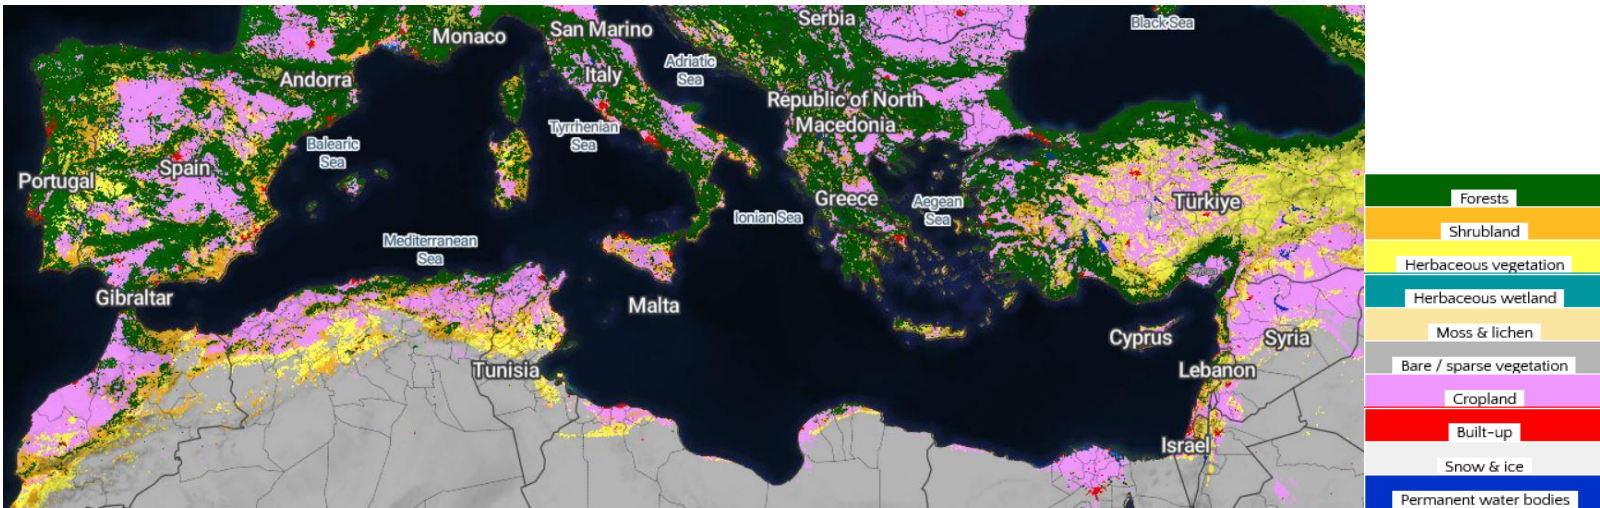 Serbia
Black Sea
San Marino
Monaco
Adriatic
Sea
Italy
Andorra
Republic of North
Macedonia
Tyrrhenian
Sea
Balearic
Sea
Spain
Portugal
Greece
Aegean
Sea
Türkiye
Ionian Sea
Mediterranean
Sea
Gibraltar
Malta
Cyprus
Syria
Tunisia
Lebanon
Israel
Forests
Shrubland
Herbaceous vegetation
Herbaceous wetland
Moss & lichen
Bare / sparse vegetation
Cropland
Built-up
Snow & ice
Permanent water bodies